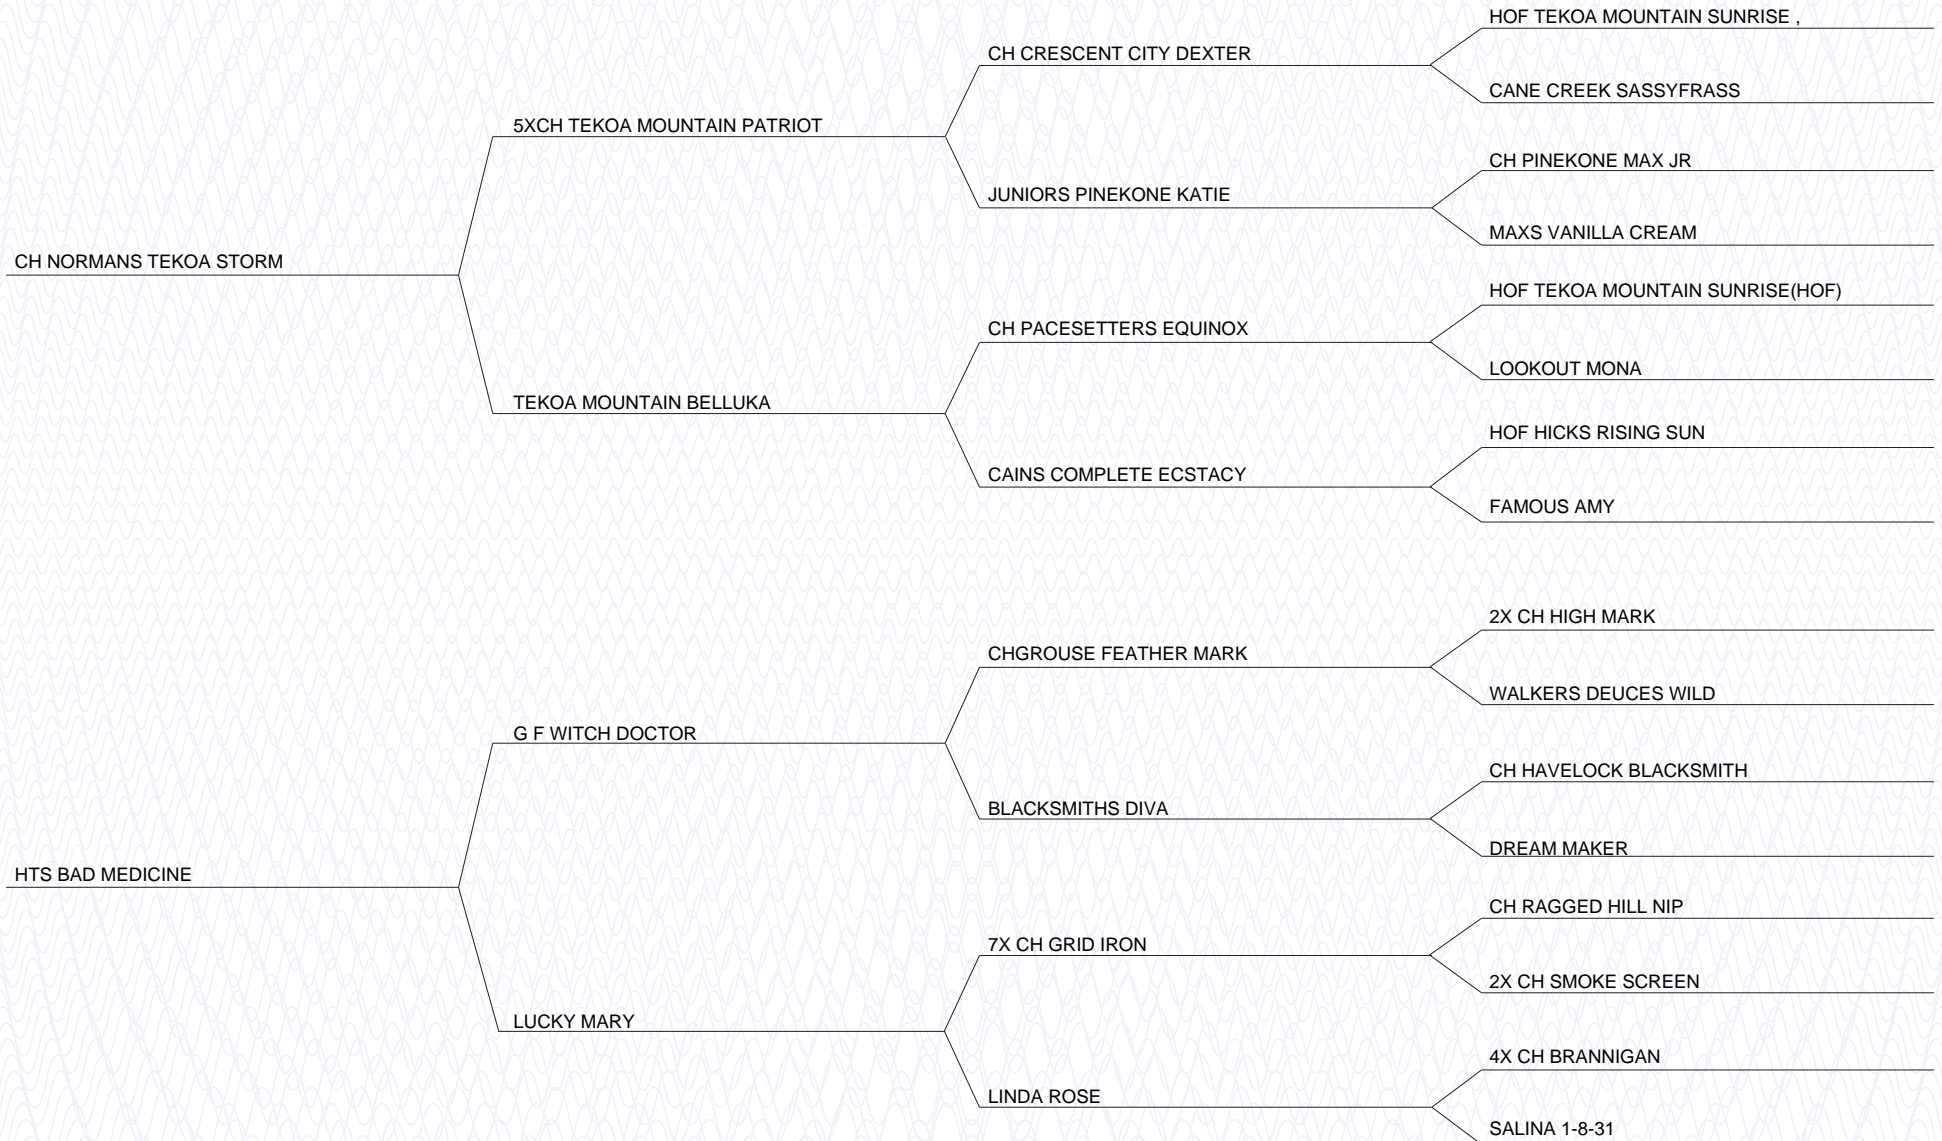 HOF TEKOA MOUNTAIN SUNRISE ,
CH CRESCENT CITY DEXTER
CANE CREEK SASSYFRASS
5XCH TEKOA MOUNTAIN PATRIOT
CH PINEKONE MAX JR
JUNIORS PINEKONE KATIE
MAXS VANILLA CREAM
CH NORMANS TEKOA STORM
HOF TEKOA MOUNTAIN SUNRISE(HOF)
CH PACESETTERS EQUINOX
LOOKOUT MONA
TEKOA MOUNTAIN BELLUKA
HOF HICKS RISING SUN
CAINS COMPLETE ECSTACY
FAMOUS AMY
2X CH HIGH MARK
CHGROUSE FEATHER MARK
WALKERS DEUCES WILD
G F WITCH DOCTOR
CH HAVELOCK BLACKSMITH
BLACKSMITHS DIVA
DREAM MAKER
HTS BAD MEDICINE
CH RAGGED HILL NIP
7X CH GRID IRON
2X CH SMOKE SCREEN
LUCKY MARY
4X CH BRANNIGAN
LINDA ROSE
SALINA 1-8-31